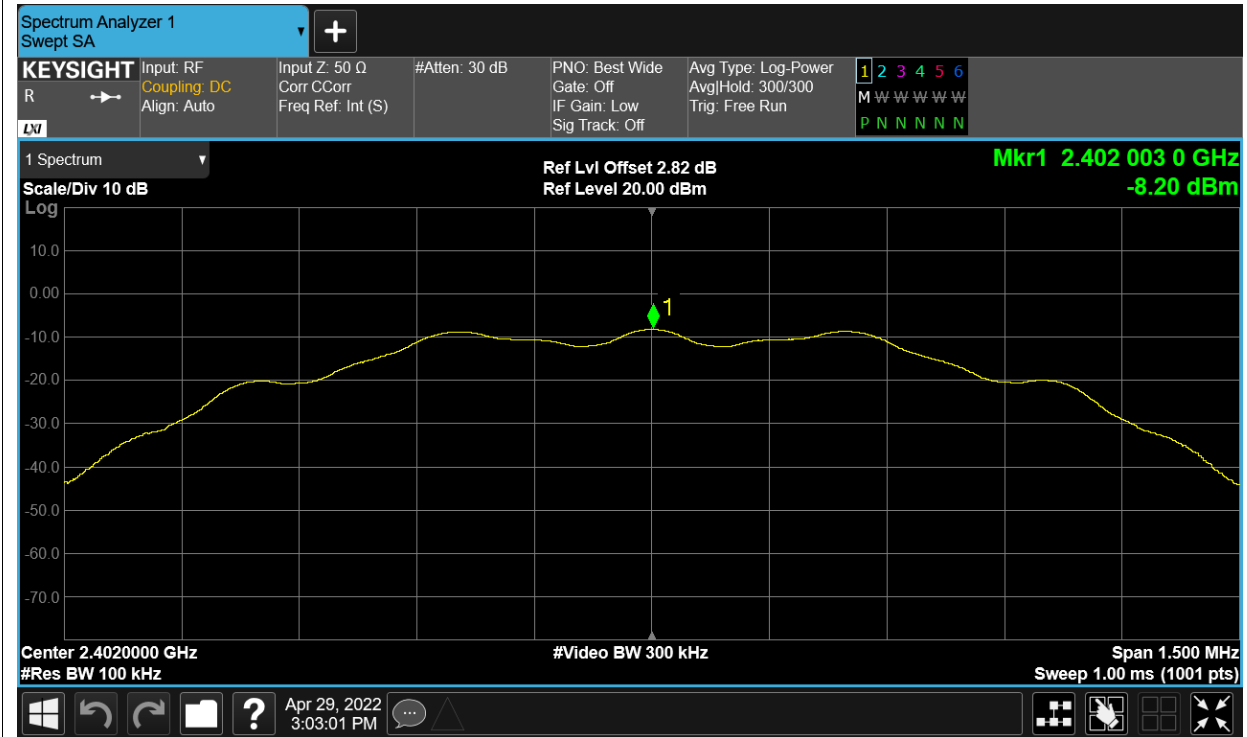 Spectrum Analyzer 1
Swept SA
+
KEYSIGHT
R
LXI
Input: RF
Coupling: DC
Align: Auto
Input Z: 50 Ω
Corr CCorr
Freq Ref: Int (S)
#Atten: 30 dB
PNO: Best Wide
Gate: Off
IF Gain: Low
Sig Track: Off
Avg Type: Log-Power
Avg|Hold: 300/300
Trig: Free Run
1 2 3 4 5 6
M W W W W W
P N N N N N
1 Spectrum
Scale/Div 10 dB
Ref Lvl Offset 2.82 dB
Ref Level 20.00 dBm
Mkr1 2.402 003 0 GHz
-8.20 dBm
Log
10.0
0.00
-10.0
-20.0
-30.0
-40.0
-50.0
-60.0
-70.0
1
Center 2.4020000 GHz
#Video BW 300 kHz
Span 1.500 MHz
#Res BW 100 kHz
Sweep 1.00 ms (1001 pts)
?
Apr 29, 2022
3:03:01 PM